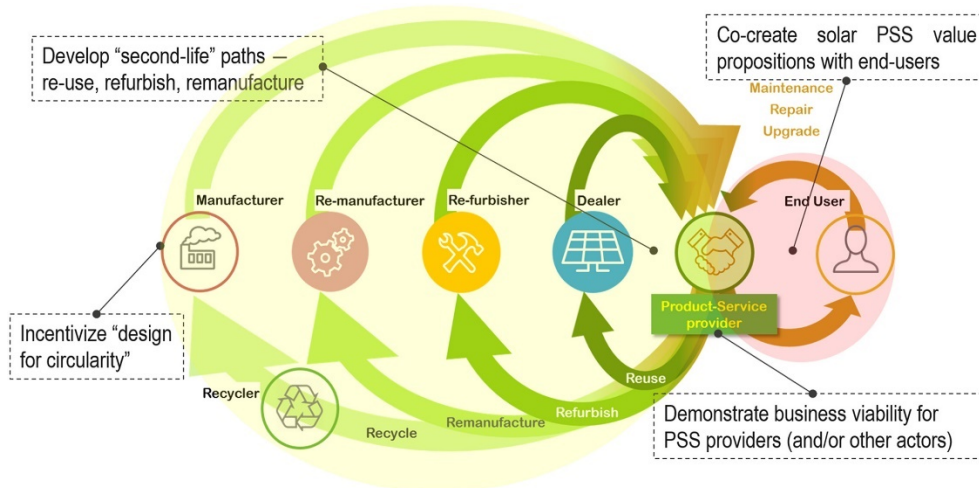 Develop “second-life” paths —
re-use, refurbish, remanufacture
Co-create solar PSS value
propositions with end-users
Maintenance
Repair
Upgrade
Manufacturer
Re-manufacturer
Re-furbisher
Dealer
End User
Product-Service
provider
Incentivize “design
for circularity”
Recycler
Reuse
Refurbish
Remanufacture
Recycle
Demonstrate business viability for
PSS providers (and/or other actors)